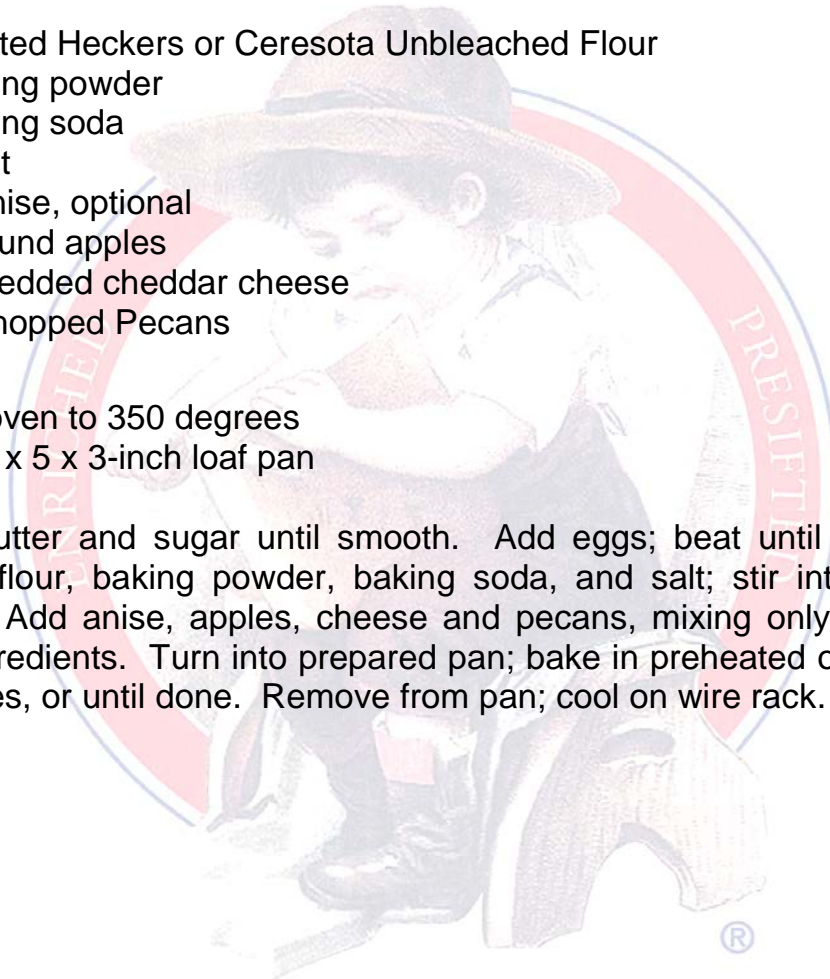 ted Heckers or Ceresota Unbleached Flour
ng powder
ng soda
t
nise, optional
und apples
edded cheddar cheese
hopped Pecans
oven to 350 degrees
x 5 x 3-inch loaf pan
utter and sugar until smooth. Add eggs; beat until
flour, baking powder, baking soda, and salt; stir int
Add anise, apples, cheese and pecans, mixing only
redients. Turn into prepared pan; bake in preheated o
es, or until done. Remove from pan; cool on wire rack.
ENRICHED
PRESIFTED
®